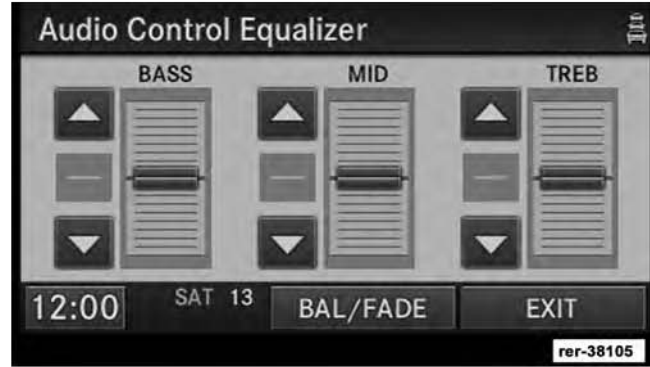 Audio Control Equalizer
BASS MID TREB
12:00 SAT 13 BAL/FADE EXIT
rer-38105